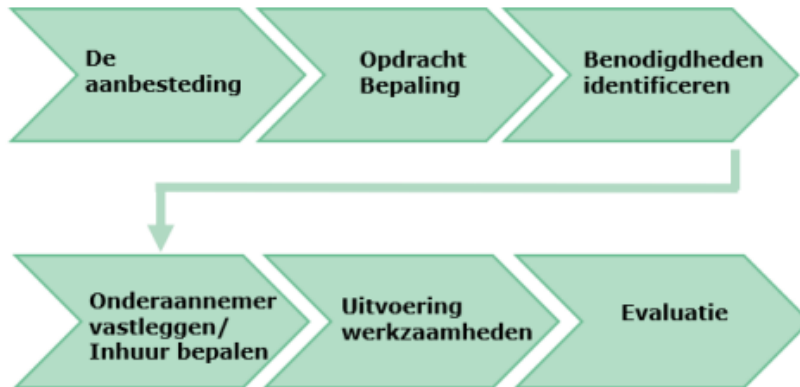 De
aanbesteding
Opdracht
Bepaling
Benodigdheden
identificeren
Onderaannemer
vastleggen/
Inhuur bepalen
Uitvoering
werkzaamheden
Evaluatie